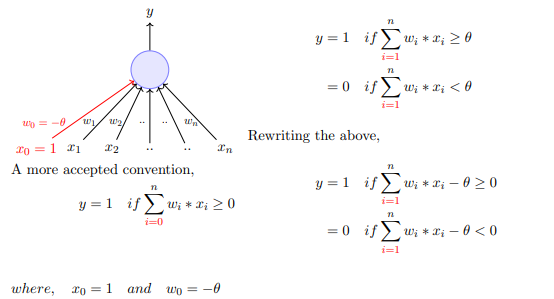 y
w₀ = −θ w₁ w₂ .. .. wₙ
x₀ = 1 x₁ x₂ .. .. xₙ
A more accepted convention,
y = 1 if ∑_{i=0}^{n} wᵢ ∗ xᵢ ≥ 0
where, x₀ = 1 and w₀ = −θ
y = 1 if ∑_{i=1}^{n} wᵢ ∗ xᵢ ≥ θ
= 0 if ∑_{i=1}^{n} wᵢ ∗ xᵢ < θ
Rewriting the above,
y = 1 if ∑_{i=1}^{n} wᵢ ∗ xᵢ − θ ≥ 0
= 0 if ∑_{i=1}^{n} wᵢ ∗ xᵢ − θ < 0